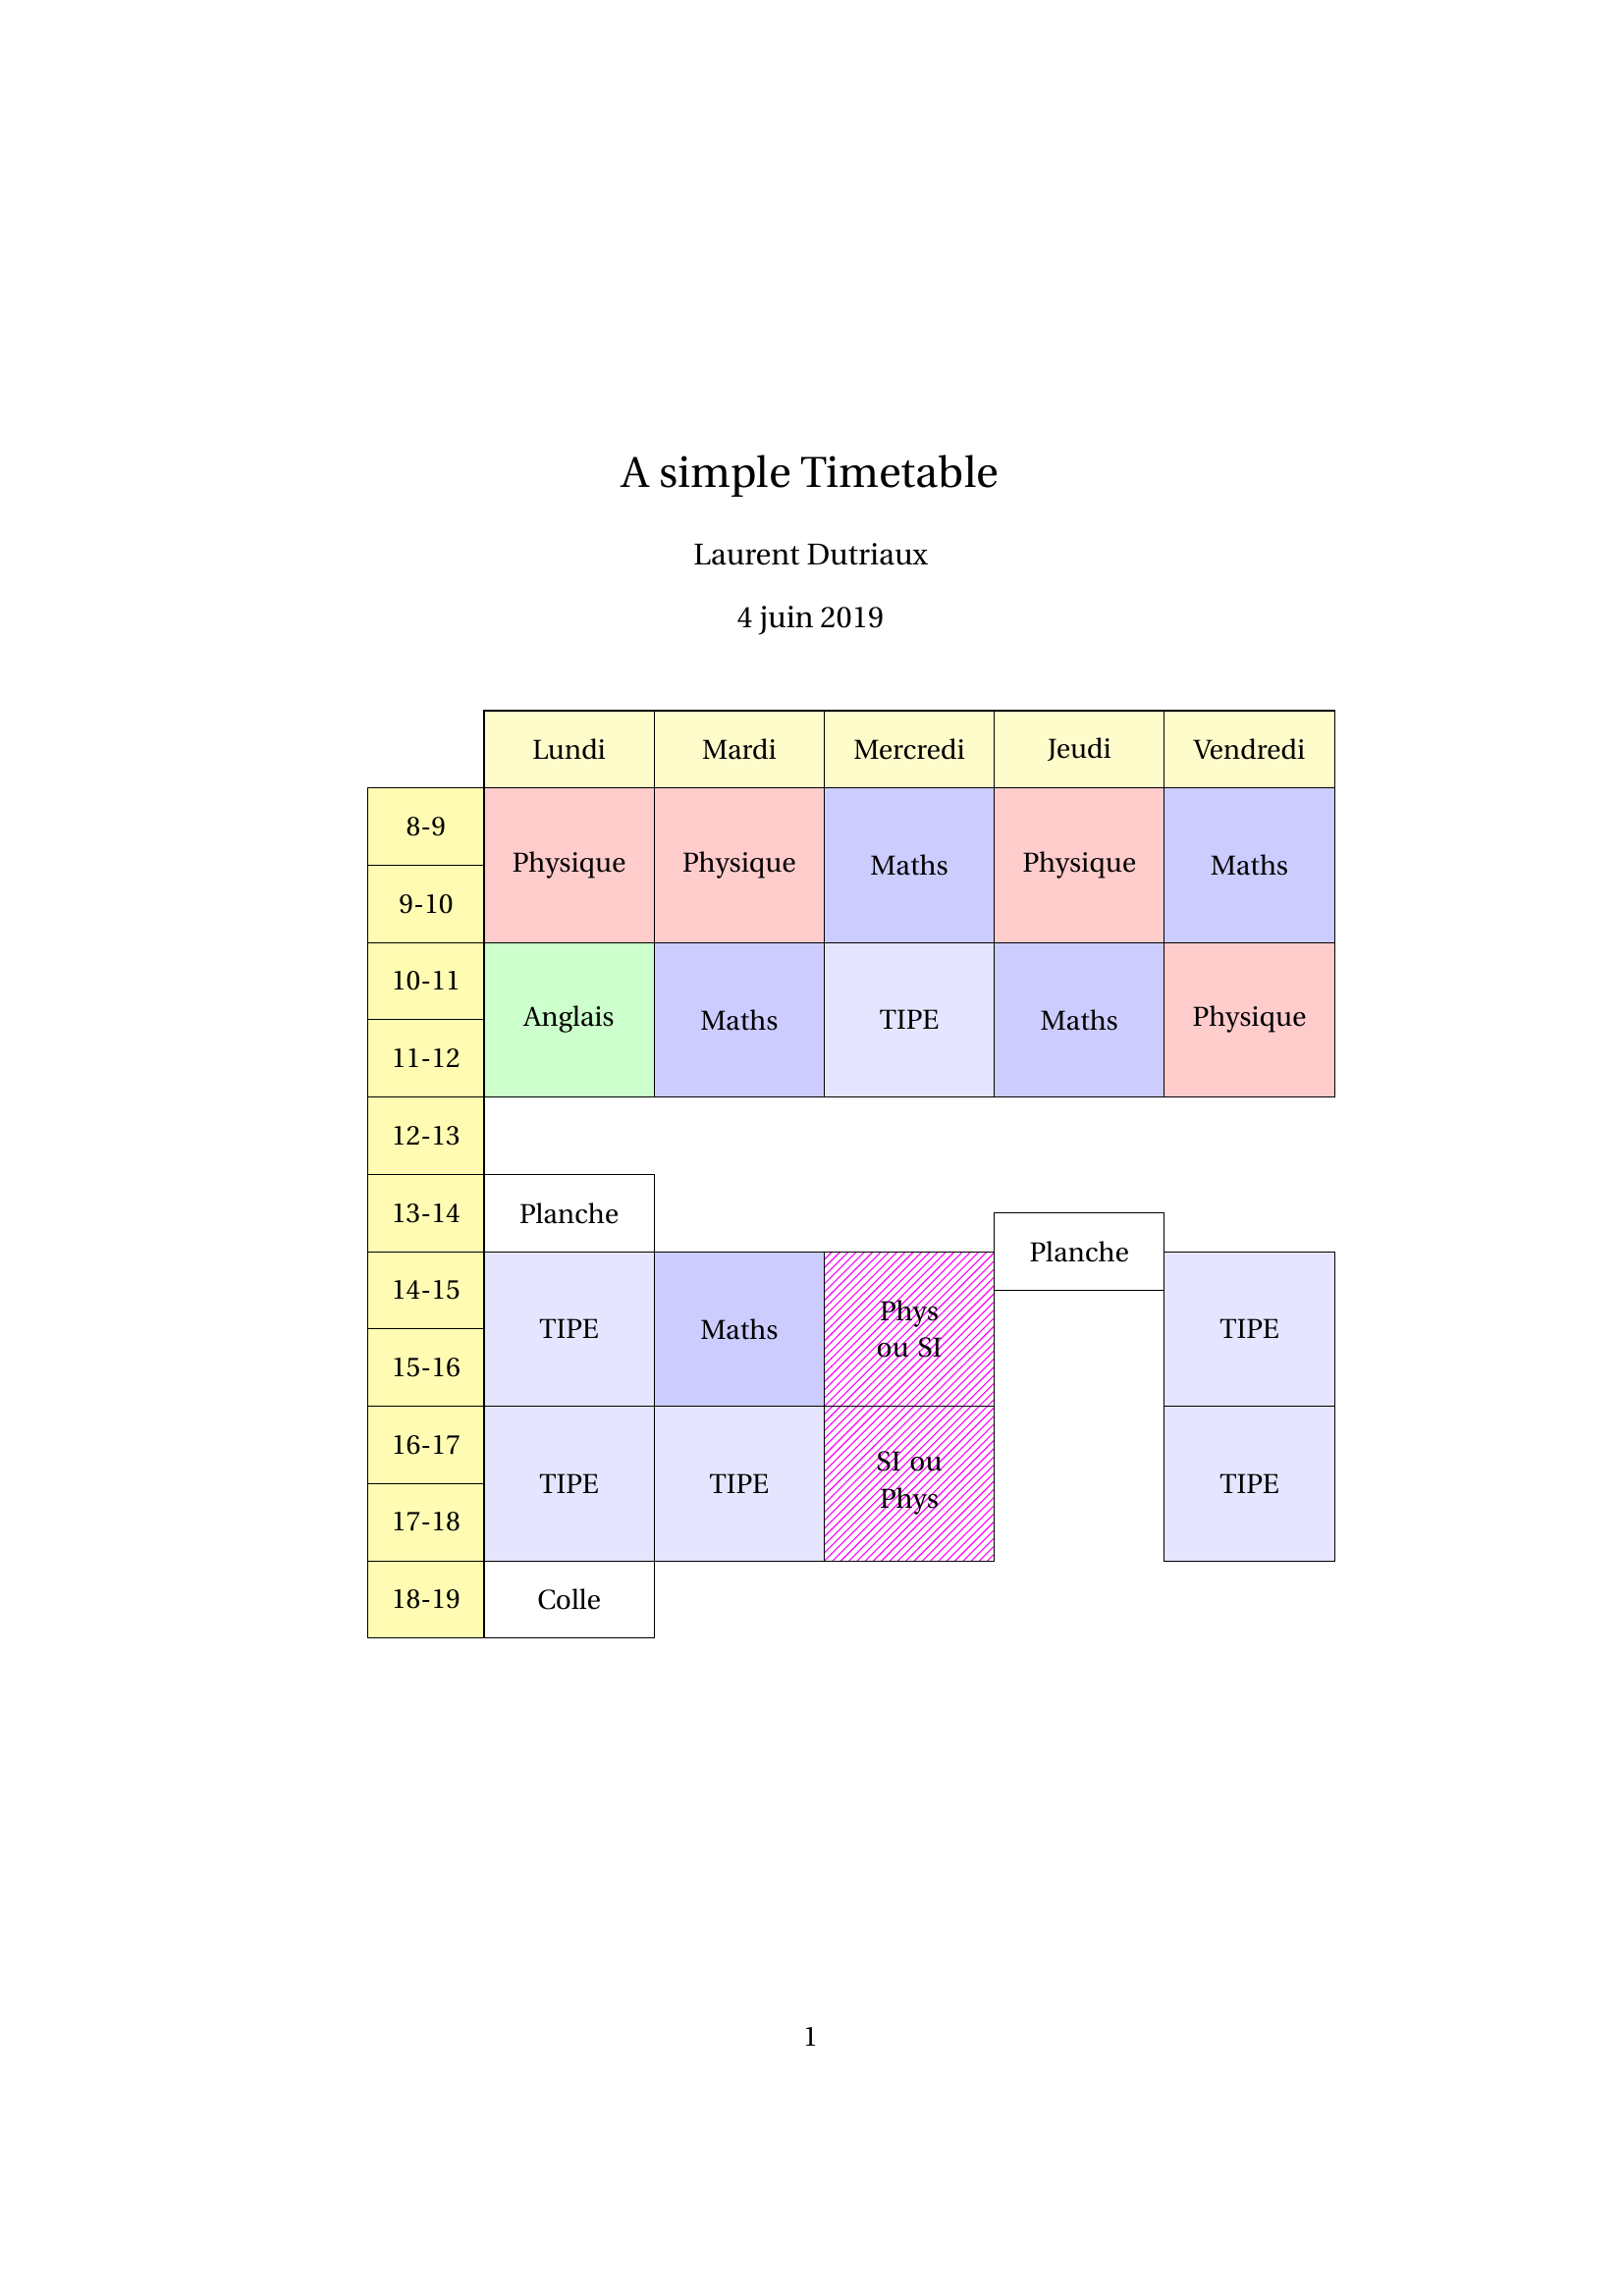 A simple Timetable
Laurent Dutriaux
4 juin 2019
Lundi Mardi Mercredi Jeudi Vendredi
8-9
Physique Physique Maths Physique Maths
9-10
10-11
Anglais Maths TIPE Maths Physique
11-12
12-13
13-14 Planche
Planche
14-15
Phys
ou SI
TIPE Maths TIPE
15-16
16-17
SI ou
Phys
TIPE TIPE TIPE
17-18
18-19 Colle
1